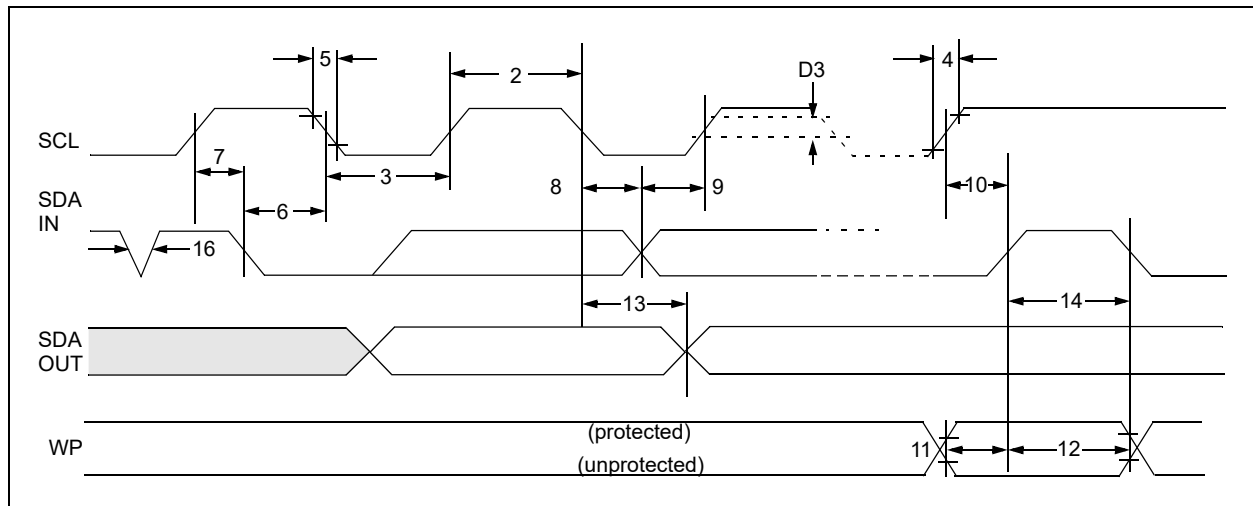 5
2
D3
4
SCL
7
3
8
9
10
SDA
IN
6
16
13
14
SDA
OUT
WP
(protected)
(unprotected)
11
12